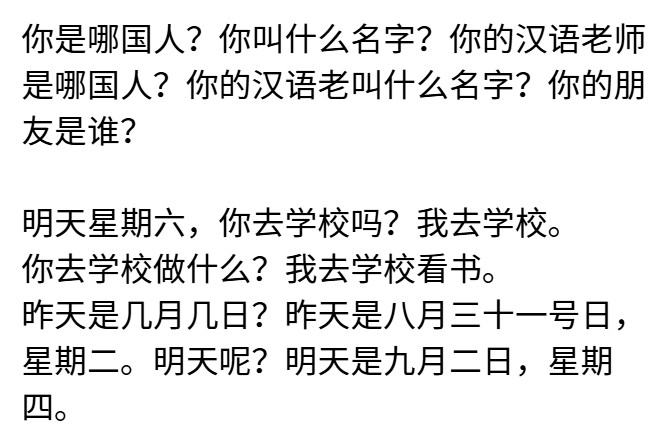 你是哪国人？你叫什么名字？你的汉语老师
是哪国人？你的汉语老叫什么名字？你的朋
友是谁？
明天星期六，你去学校吗？我去学校。
你去学校做什么？我去学校看书。
昨天是几月几日？昨天是八月三十一号日，
星期二。明天呢？明天是九月二日，星期
四。